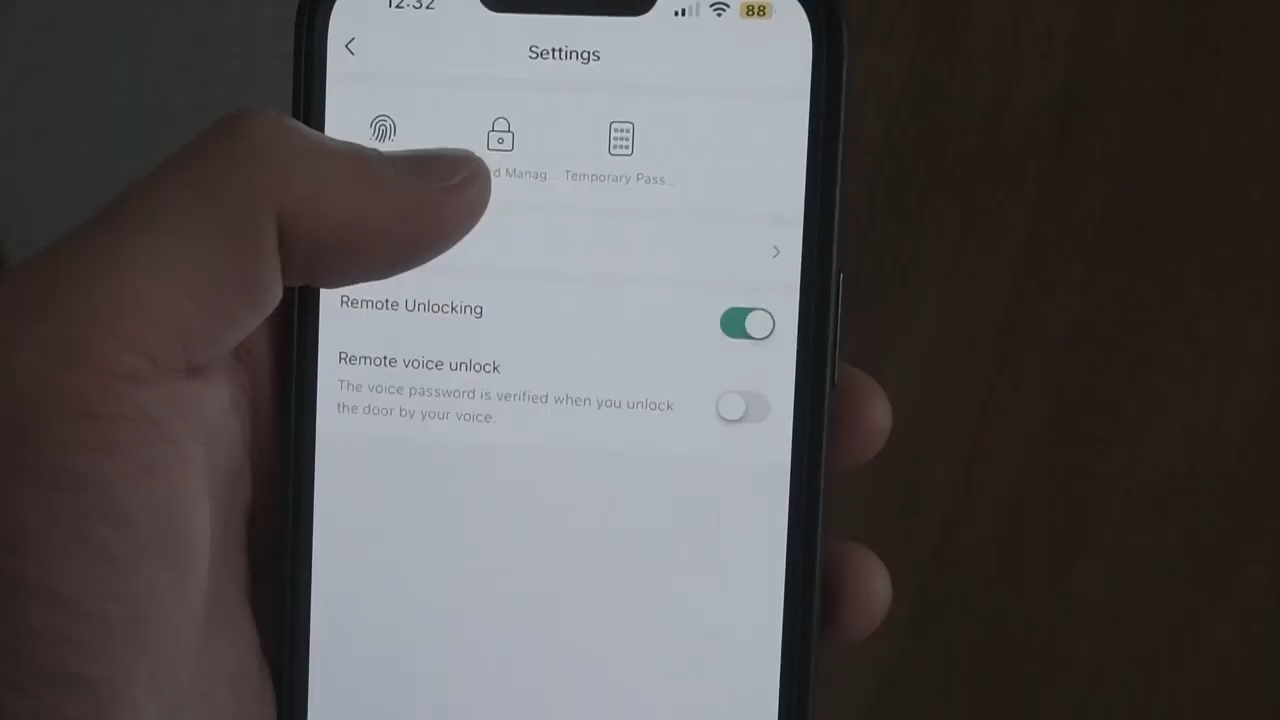 12:32
88
Settings
d Manag... Temporary Pass...
Remote Unlocking
Remote voice unlock
The voice password is verified when you unlock
the door by your voice.